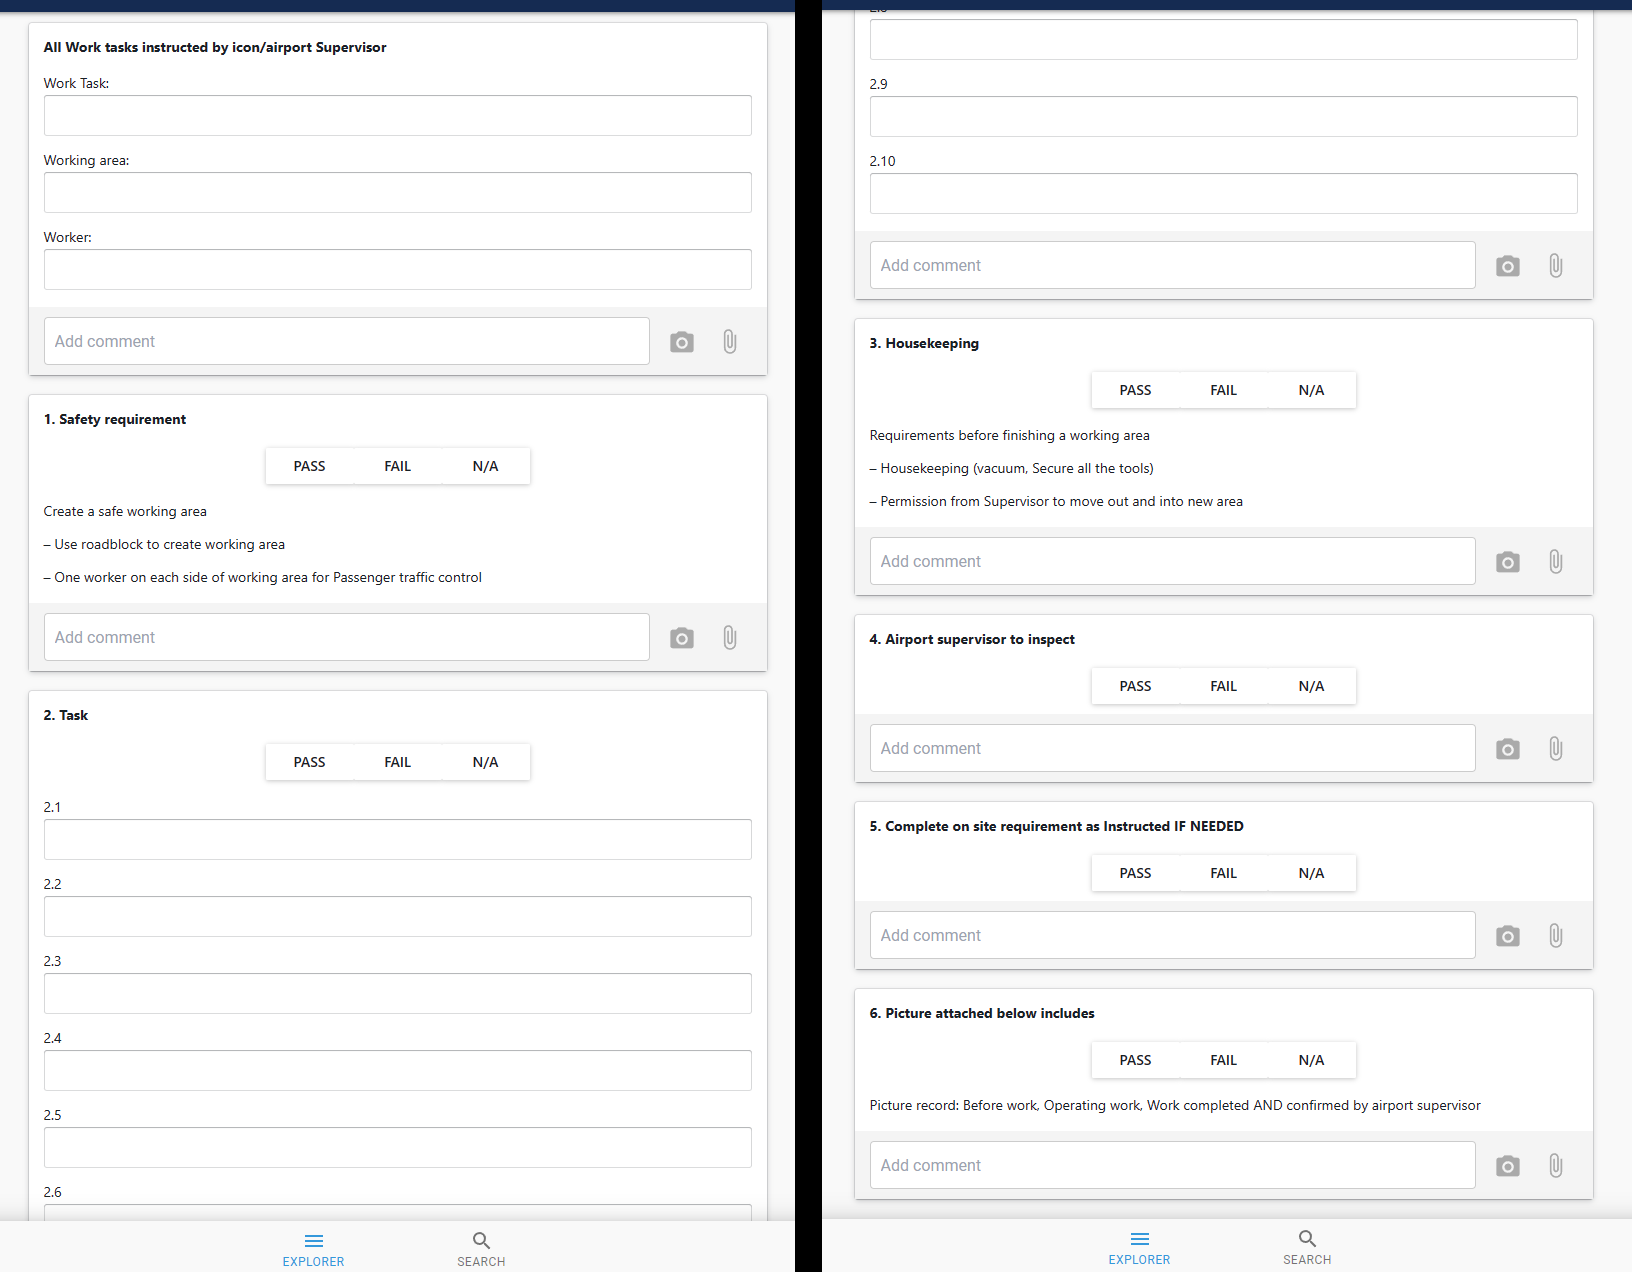 All Work tasks instructed by icon/airport Supervisor
Work Task:
Working area:
Worker:
Add comment
1. Safety requirement
PASS FAIL N/A
Create a safe working area
– Use roadblock to create working area
– One worker on each side of working area for Passenger traffic control
Add comment
2. Task
PASS FAIL N/A
2.1
2.2
2.3
2.4
2.5
2.6
EXPLORER SEARCH
2.9
2.10
Add comment
3. Housekeeping
PASS FAIL N/A
Requirements before finishing a working area
– Housekeeping (vacuum, Secure all the tools)
– Permission from Supervisor to move out and into new area
Add comment
4. Airport supervisor to inspect
PASS FAIL N/A
Add comment
5. Complete on site requirement as Instructed IF NEEDED
PASS FAIL N/A
Add comment
6. Picture attached below includes
PASS FAIL N/A
Picture record: Before work, Operating work, Work completed AND confirmed by airport supervisor
Add comment
EXPLORER SEARCH